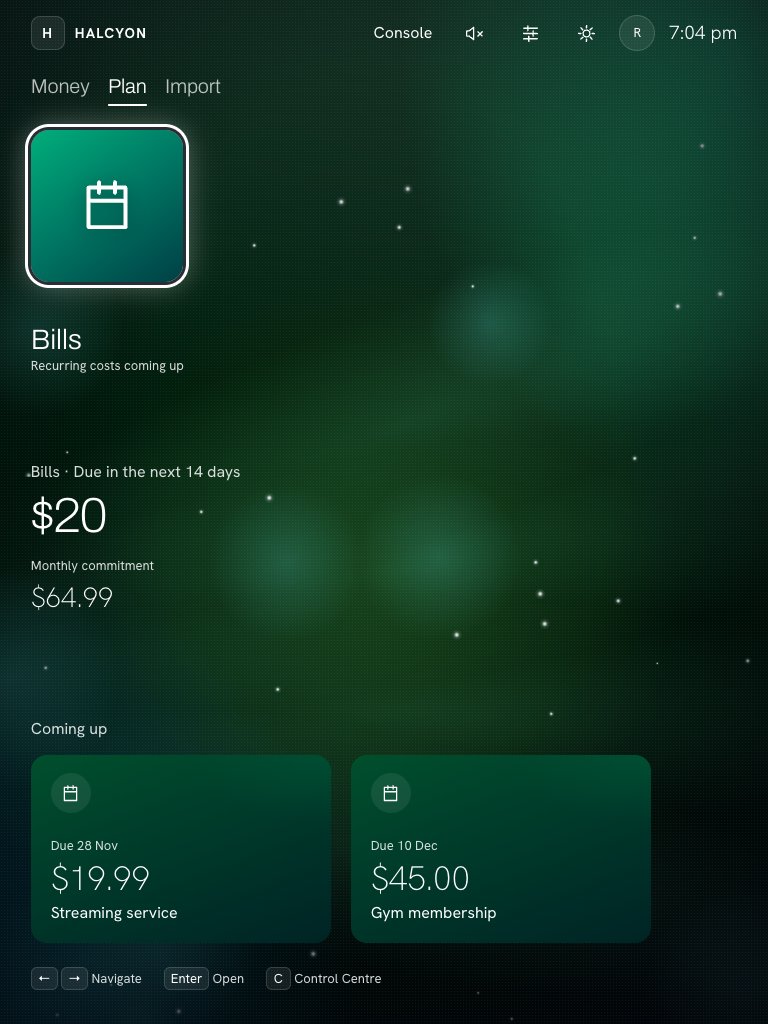 H HALCYON Console R 7:04 pm
Money Plan Import
Bills
Recurring costs coming up
Bills · Due in the next 14 days
$20
Monthly commitment
$64.99
Coming up
Due 28 Nov
$19.99
Streaming service
Due 10 Dec
$45.00
Gym membership
← → Navigate Enter Open C Control Centre